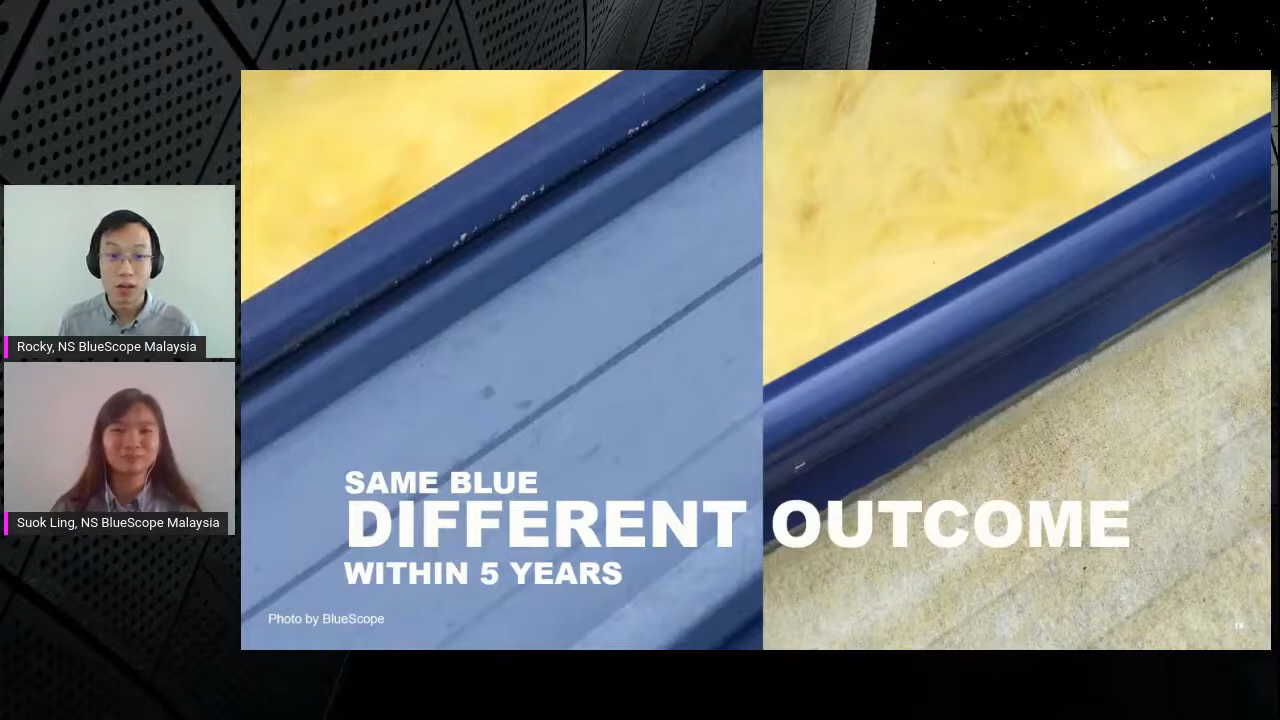 Rocky, NS BlueScope Malaysia
Suok Ling, NS BlueScope Malaysia
SAME BLUE
DIFFERENT OUTCOME
WITHIN 5 YEARS
Photo by BlueScope